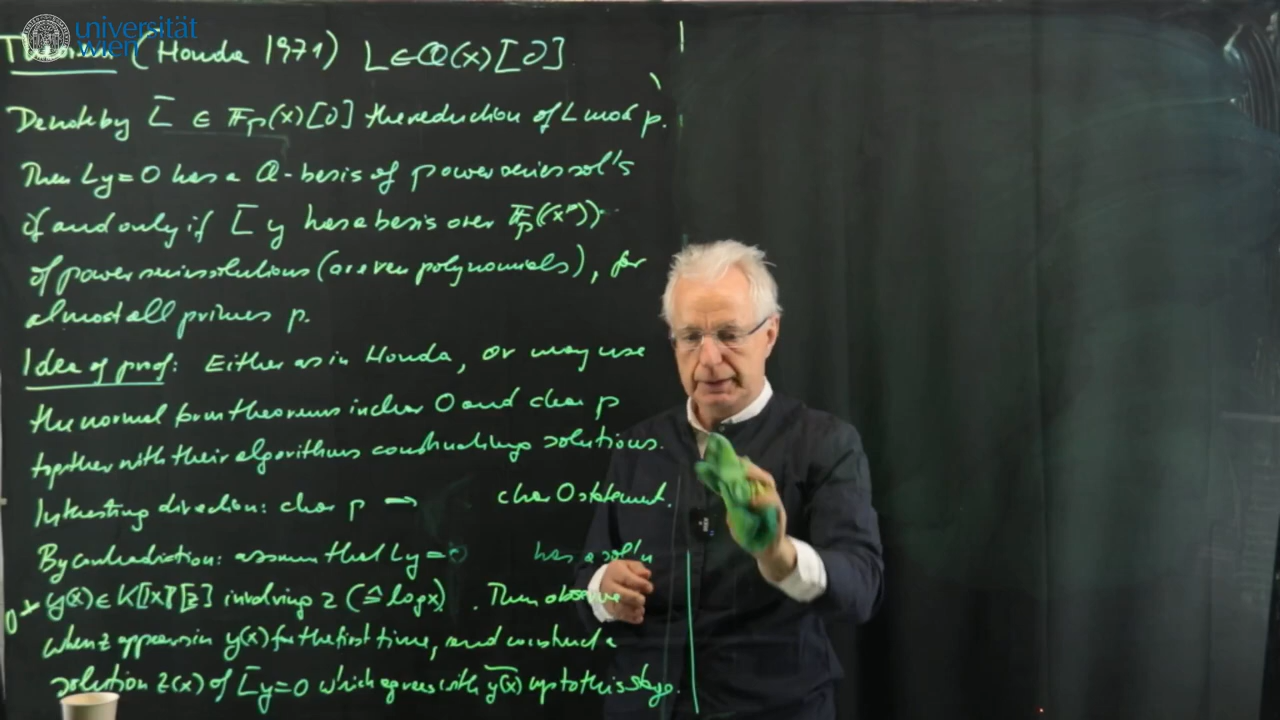 universität
wien
Theorem (Honda 1971) L∈Q(x)[∂]
Denote by L̄ ∈ F_p(x)[∂] the reduction of L mod p.
Then Ly=0 has a Q-basis of power series sol's
if and only if L̄y has a basis over F_p((x^p))
of power series solutions (or even polynomials), for
almost all primes p.
Idea of proof: Either as in Honda, or may use
the normal form theorems in char 0 and char p
together with their algorithms constructing solutions.
Interesting direction: char p → char 0 statement.
By contradiction: assume that Ly=0 has a sol'n
y(x)∈K[[x]][z] involving z (≙ log x). Then observe
when z appears in y(x) for the first time, and construct a
solution z(x) of L̄y=0 which agrees with ȳ(x) up to this stage.